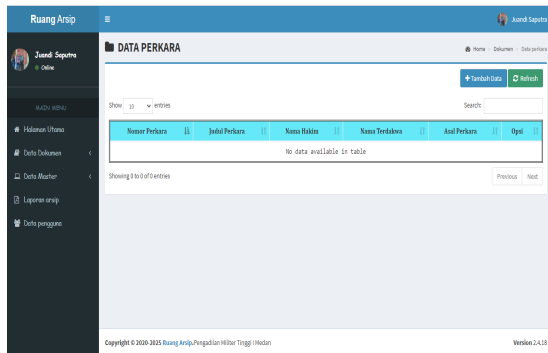 Ruang Arsip
Juandi Saputra
Juandi Saputra
Online
DATA PERKARA
Home - Dokumen - Data perkara
Tambah Data
Refresh
MAIN MENU
Show 10 entries
Search:
Halaman Utama
Nomor Perkara Judul Perkara Nama Hakim Nama Terdakwa Asal Perkara Opsi
Data Dokumen
No data available in table
Data Master
Showing 0 to 0 of 0 entries
Previous Next
Laporan arsip
Data pengguna
Copyright © 2020-2025 Ruang Arsip.Pengadilan Militer Tinggi I Medan
Version 2.4.18